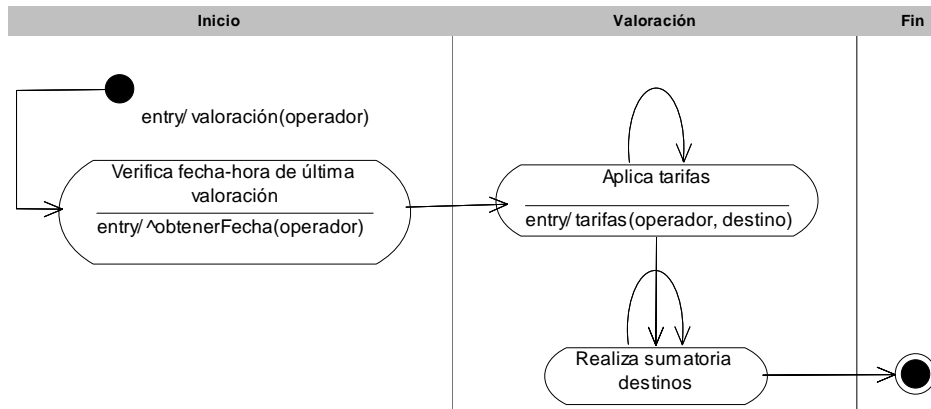 Inicio
Valoración
Fin
entry/ valoración(operador)
Verifica fecha-hora de última
valoración
entry/ ^obtenerFecha(operador)
Aplica tarifas
entry/ tarifas(operador, destino)
Realiza sumatoria
destinos